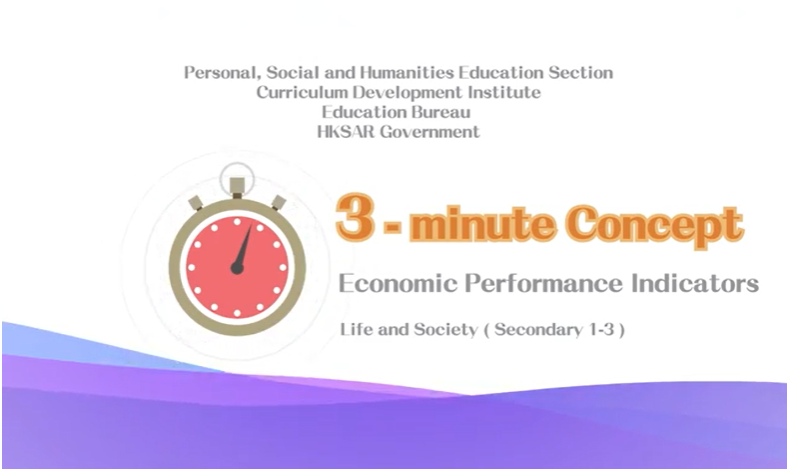 Personal, Social and Humanities Education Section
Curriculum Development Institute
Education Bureau
HKSAR Government
3 - minute Concept
Economic Performance Indicators
Life and Society ( Secondary 1-3 )